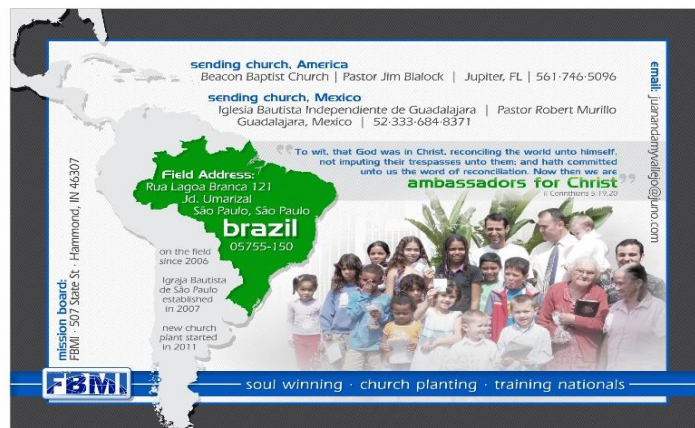 sending church, America
Beacon Baptist Church | Pastor Jim Blalock | Jupiter, FL | 561·746·5096
sending church, Mexico
Iglesia Bautista Independiente de Guadalajara | Pastor Robert Murillo
Guadalajara, Mexico | 52·333·684·8371
email: juanandamyvallejo@juno.com
"To wit, that God was in Christ, reconciling the world unto himself,
not imputing their trespasses unto them; and hath committed
unto us the word of reconciliation. Now then we are
ambassadors for Christ"
II Corinthians 5:19,20
Field Address:
Rua Lagoa Branca 121
Jd. Umarizal
São Paulo, São Paulo
brazil
05755-150
on the field
since 2006
Igraja Bautista
de São Paulo
established
in 2007
new church
plant started
in 2011
mission board:
FBMI · 507 State St · Hammond, IN 46307
FBMI
soul winning · church planting · training nationals